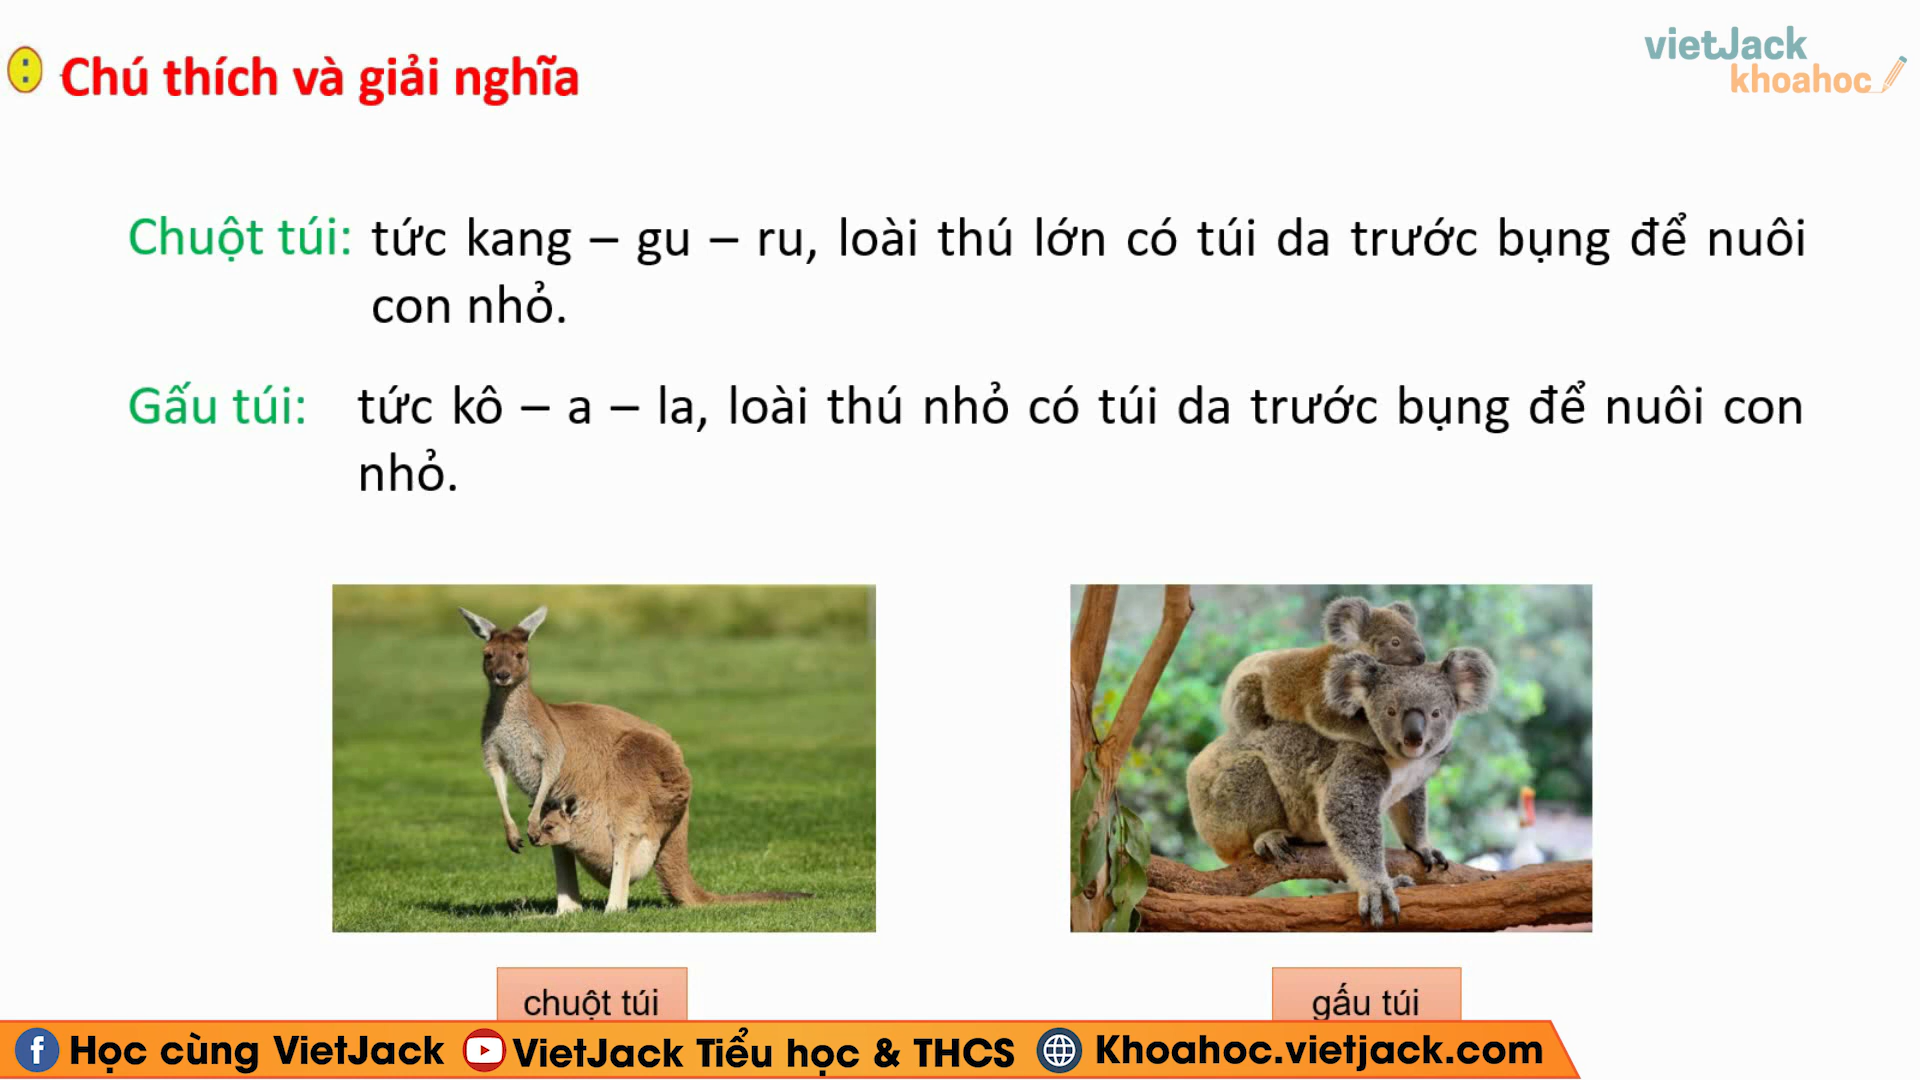 Chú thích và giải nghĩa
vietJack
khoahoc
Chuột túi: tức kang – gu – ru, loài thú lớn có túi da trước bụng để nuôi
con nhỏ.
Gấu túi: tức kô – a – la, loài thú nhỏ có túi da trước bụng để nuôi con
nhỏ.
chuột túi
gấu túi
Học cùng VietJack VietJack Tiểu học & THCS Khoahoc.vietjack.com